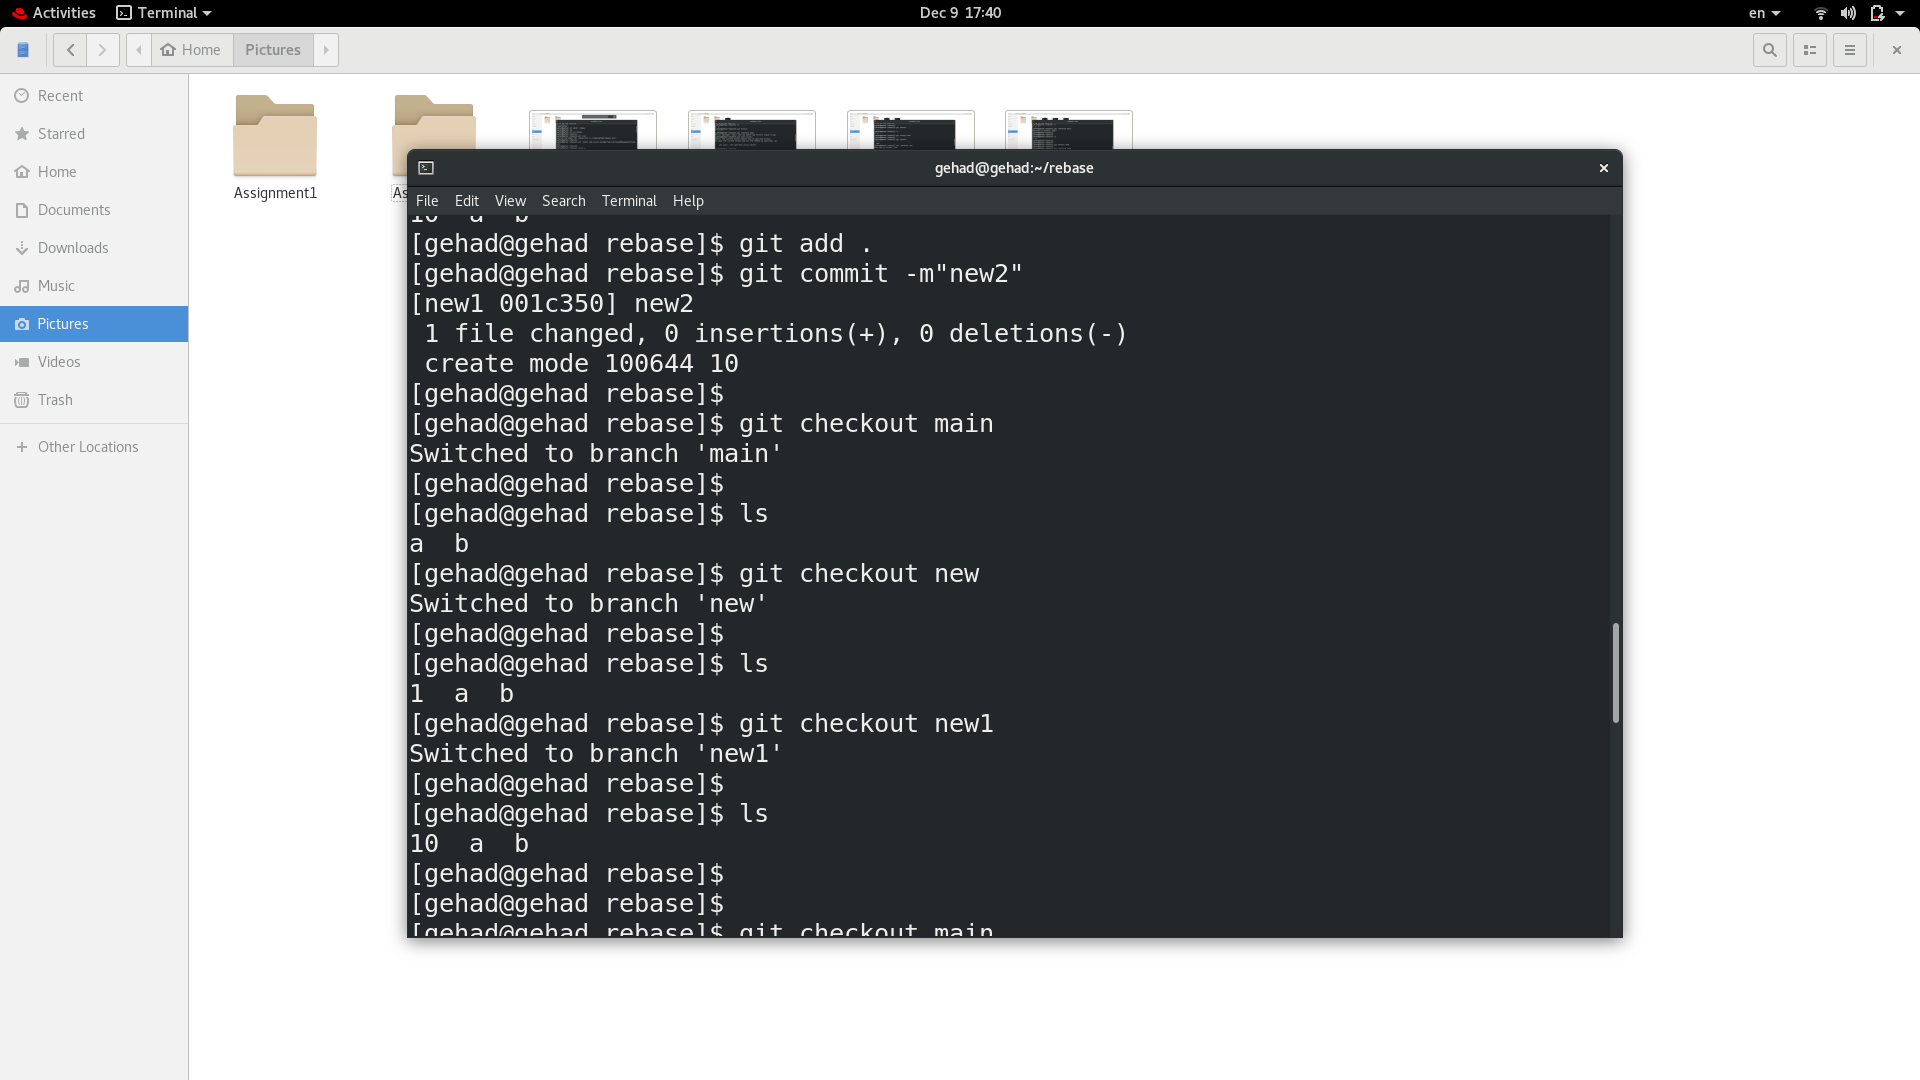 Activities
Terminal
Dec 9 17:40
en
Home
Pictures
Recent
Starred
Home
Documents
Downloads
Music
Pictures
Videos
Trash
+ Other Locations
Assignment1
As
gehad@gehad:~/rebase
File Edit View Search Terminal Help
10 a b
[gehad@gehad rebase]$ git add .
[gehad@gehad rebase]$ git commit -m"new2"
[new1 001c350] new2
1 file changed, 0 insertions(+), 0 deletions(-)
create mode 100644 10
[gehad@gehad rebase]$
[gehad@gehad rebase]$ git checkout main
Switched to branch 'main'
[gehad@gehad rebase]$
[gehad@gehad rebase]$ ls
a b
[gehad@gehad rebase]$ git checkout new
Switched to branch 'new'
[gehad@gehad rebase]$
[gehad@gehad rebase]$ ls
1 a b
[gehad@gehad rebase]$ git checkout new1
Switched to branch 'new1'
[gehad@gehad rebase]$
[gehad@gehad rebase]$ ls
10 a b
[gehad@gehad rebase]$
[gehad@gehad rebase]$
[gehad@gehad rebase]$ git checkout main